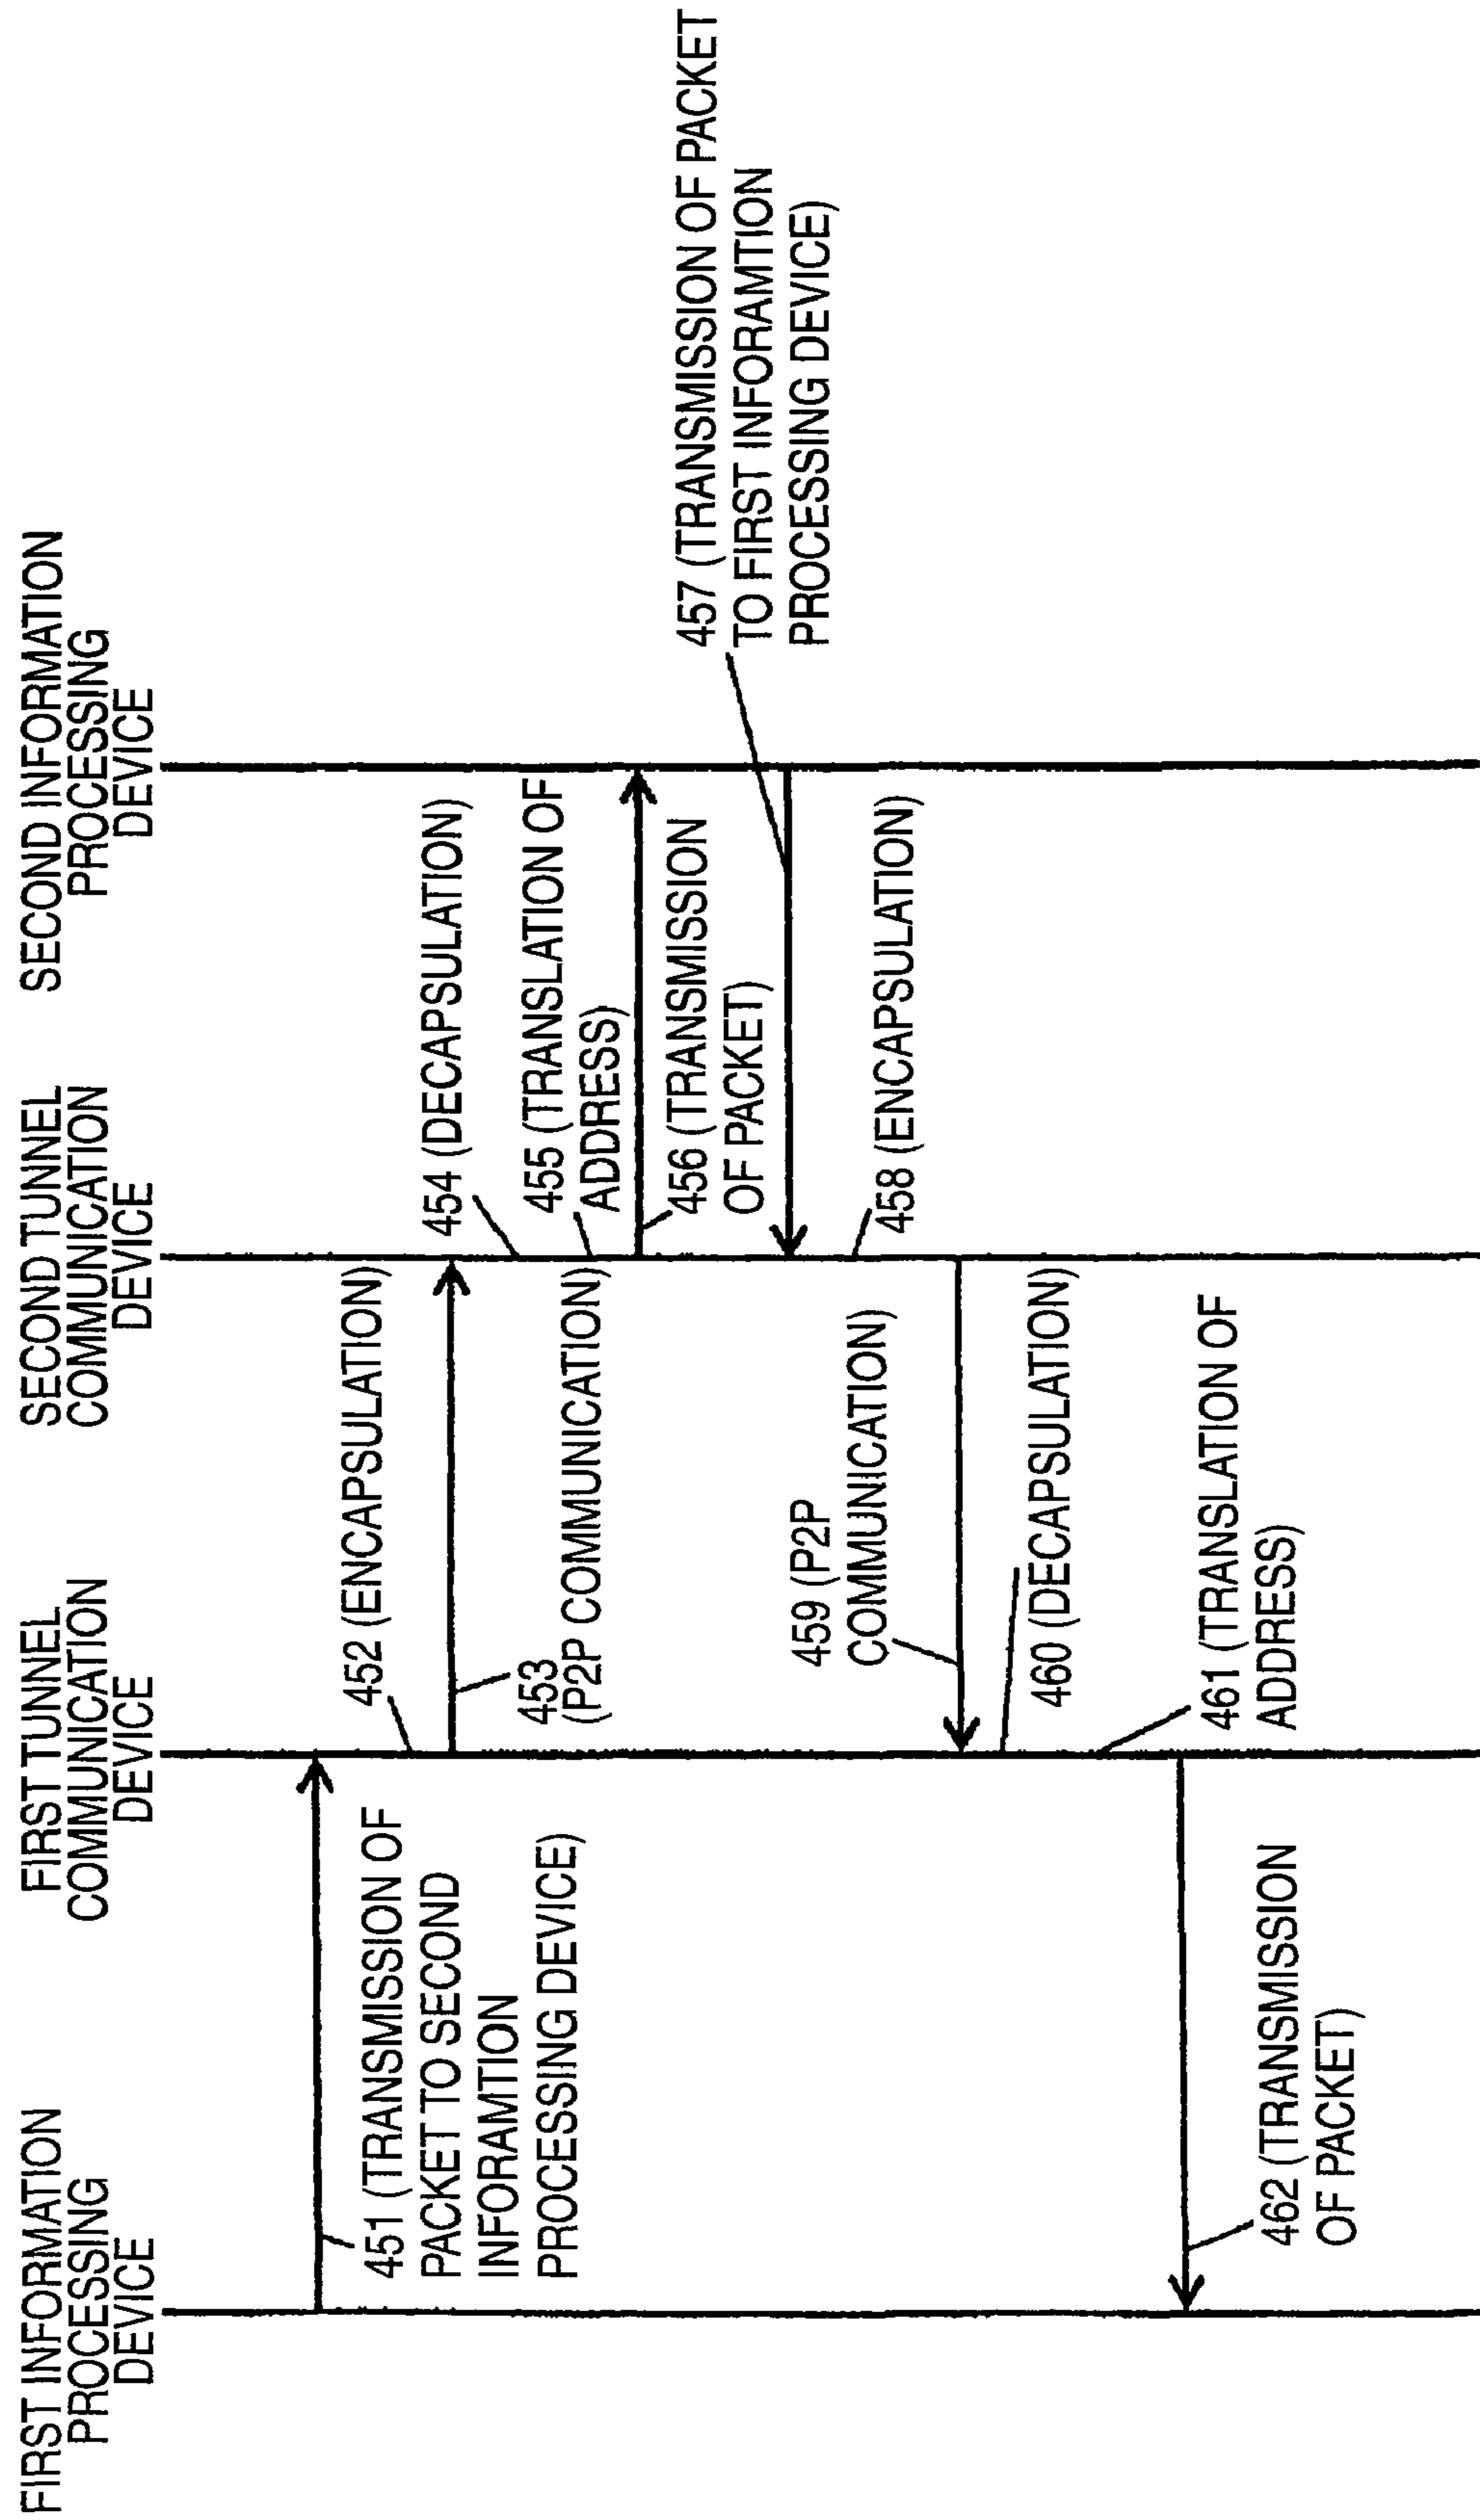 FIRST INFORMATION
PROCESSING
DEVICE
FIRST TUNNEL
COMMUNICATION
DEVICE
SECOND TUNNEL
COMMUNICATION
DEVICE
SECOND INFORMATION
PROCESSING
DEVICE
451 (TRANSMISSION OF
PACKET TO SECOND
INFORAMTION
PROCESSING DEVICE)
452 (ENCAPSULATION)
453
(P2P COMMUNICATION)
454 (DECAPSULATION)
455 (TRANSLATION OF
ADDRESS)
456 (TRANSMISSION
OF PACKET)
457 (TRANSMISSION OF PACKET
TO FIRST INFORAMTION
PROCESSING DEVICE)
458 (ENCAPSULATION)
459 (P2P
COMMUNICATION)
460 (DECAPSULATION)
461 (TRANSLATION OF
ADDRESS)
462 (TRANSMISSION
OF PACKET)